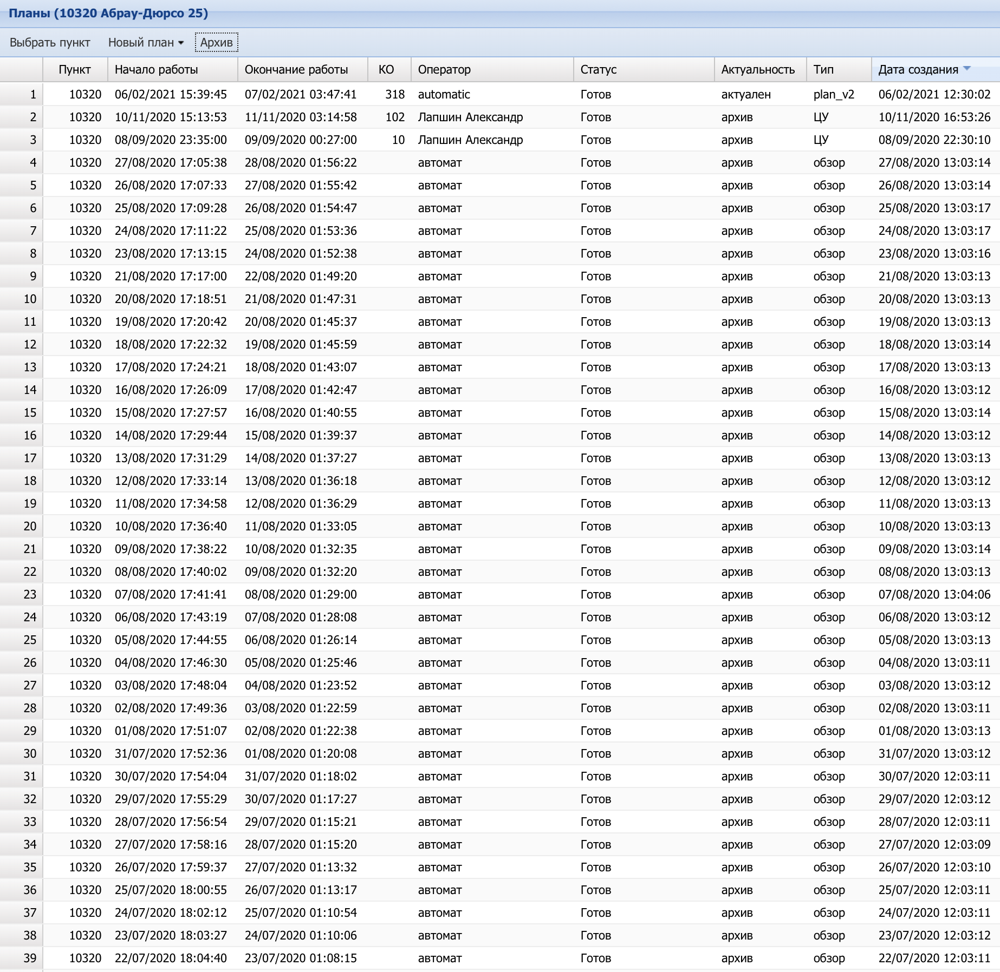 Планы (10320 Абрау-Дюрсо 25)
Выбрать пункт Новый план Архив
Пункт Начало работы Окончание работы КО Оператор Статус Актуальность Тип Дата создания
1 10320 06/02/2021 15:39:45 07/02/2021 03:47:41 318 automatic Готов актуален plan_v2 06/02/2021 12:30:02
2 10320 10/11/2020 15:13:53 11/11/2020 03:14:58 102 Лапшин Александр Готов архив ЦУ 10/11/2020 16:53:26
3 10320 08/09/2020 23:35:00 09/09/2020 00:27:00 10 Лапшин Александр Готов архив ЦУ 08/09/2020 22:30:10
4 10320 27/08/2020 17:05:38 28/08/2020 01:56:22 автомат Готов архив обзор 27/08/2020 13:03:14
5 10320 26/08/2020 17:07:33 27/08/2020 01:55:42 автомат Готов архив обзор 26/08/2020 13:03:14
6 10320 25/08/2020 17:09:28 26/08/2020 01:54:47 автомат Готов архив обзор 25/08/2020 13:03:17
7 10320 24/08/2020 17:11:22 25/08/2020 01:53:36 автомат Готов архив обзор 24/08/2020 13:03:17
8 10320 23/08/2020 17:13:15 24/08/2020 01:52:38 автомат Готов архив обзор 23/08/2020 13:03:16
9 10320 21/08/2020 17:17:00 22/08/2020 01:49:20 автомат Готов архив обзор 21/08/2020 13:03:13
10 10320 20/08/2020 17:18:51 21/08/2020 01:47:31 автомат Готов архив обзор 20/08/2020 13:03:13
11 10320 19/08/2020 17:20:42 20/08/2020 01:45:37 автомат Готов архив обзор 19/08/2020 13:03:13
12 10320 18/08/2020 17:22:32 19/08/2020 01:45:59 автомат Готов архив обзор 18/08/2020 13:03:14
13 10320 17/08/2020 17:24:21 18/08/2020 01:43:07 автомат Готов архив обзор 17/08/2020 13:03:13
14 10320 16/08/2020 17:26:09 17/08/2020 01:42:47 автомат Готов архив обзор 16/08/2020 13:03:12
15 10320 15/08/2020 17:27:57 16/08/2020 01:40:55 автомат Готов архив обзор 15/08/2020 13:03:14
16 10320 14/08/2020 17:29:44 15/08/2020 01:39:37 автомат Готов архив обзор 14/08/2020 13:03:12
17 10320 13/08/2020 17:31:29 14/08/2020 01:37:27 автомат Готов архив обзор 13/08/2020 13:03:13
18 10320 12/08/2020 17:33:14 13/08/2020 01:36:18 автомат Готов архив обзор 12/08/2020 13:03:12
19 10320 11/08/2020 17:34:58 12/08/2020 01:36:29 автомат Готов архив обзор 11/08/2020 13:03:13
20 10320 10/08/2020 17:36:40 11/08/2020 01:33:05 автомат Готов архив обзор 10/08/2020 13:03:13
21 10320 09/08/2020 17:38:22 10/08/2020 01:32:35 автомат Готов архив обзор 09/08/2020 13:03:14
22 10320 08/08/2020 17:40:02 09/08/2020 01:32:20 автомат Готов архив обзор 08/08/2020 13:03:13
23 10320 07/08/2020 17:41:41 08/08/2020 01:29:00 автомат Готов архив обзор 07/08/2020 13:04:06
24 10320 06/08/2020 17:43:19 07/08/2020 01:28:08 автомат Готов архив обзор 06/08/2020 13:03:12
25 10320 05/08/2020 17:44:55 06/08/2020 01:26:14 автомат Готов архив обзор 05/08/2020 13:03:13
26 10320 04/08/2020 17:46:30 05/08/2020 01:25:46 автомат Готов архив обзор 04/08/2020 13:03:11
27 10320 03/08/2020 17:48:04 04/08/2020 01:23:52 автомат Готов архив обзор 03/08/2020 13:03:12
28 10320 02/08/2020 17:49:36 03/08/2020 01:22:59 автомат Готов архив обзор 02/08/2020 13:03:11
29 10320 01/08/2020 17:51:07 02/08/2020 01:22:38 автомат Готов архив обзор 01/08/2020 13:03:13
30 10320 31/07/2020 17:52:36 01/08/2020 01:20:08 автомат Готов архив обзор 31/07/2020 13:03:12
31 10320 30/07/2020 17:54:04 31/07/2020 01:18:02 автомат Готов архив обзор 30/07/2020 12:03:11
32 10320 29/07/2020 17:55:29 30/07/2020 01:17:27 автомат Готов архив обзор 29/07/2020 12:03:12
33 10320 28/07/2020 17:56:54 29/07/2020 01:15:21 автомат Готов архив обзор 28/07/2020 12:03:11
34 10320 27/07/2020 17:58:16 28/07/2020 01:15:20 автомат Готов архив обзор 27/07/2020 12:03:09
35 10320 26/07/2020 17:59:37 27/07/2020 01:13:32 автомат Готов архив обзор 26/07/2020 12:03:10
36 10320 25/07/2020 18:00:55 26/07/2020 01:13:17 автомат Готов архив обзор 25/07/2020 12:03:11
37 10320 24/07/2020 18:02:12 25/07/2020 01:10:54 автомат Готов архив обзор 24/07/2020 12:03:11
38 10320 23/07/2020 18:03:27 24/07/2020 01:10:06 автомат Готов архив обзор 23/07/2020 12:03:12
39 10320 22/07/2020 18:04:40 23/07/2020 01:08:15 автомат Готов архив обзор 22/07/2020 12:03:11